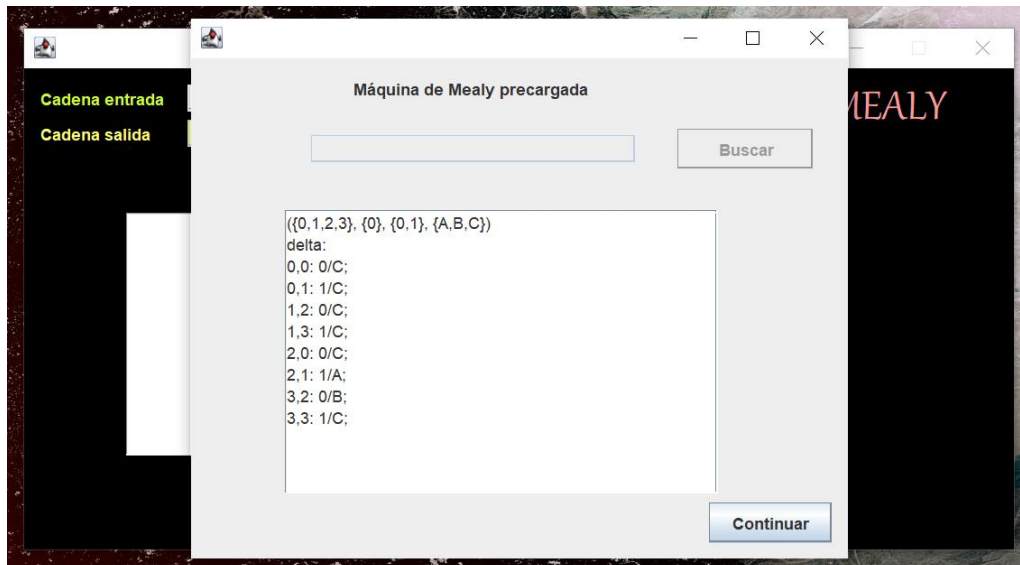 Máquina de Mealy precargada
Buscar
({0,1,2,3}, {0}, {0,1}, {A,B,C})
delta:
0,0: 0/C;
0,1: 1/C;
1,2: 0/C;
1,3: 1/C;
2,0: 0/C;
2,1: 1/A;
3,2: 0/B;
3,3: 1/C;
Continuar
Cadena entrada
Cadena salida
MEALY